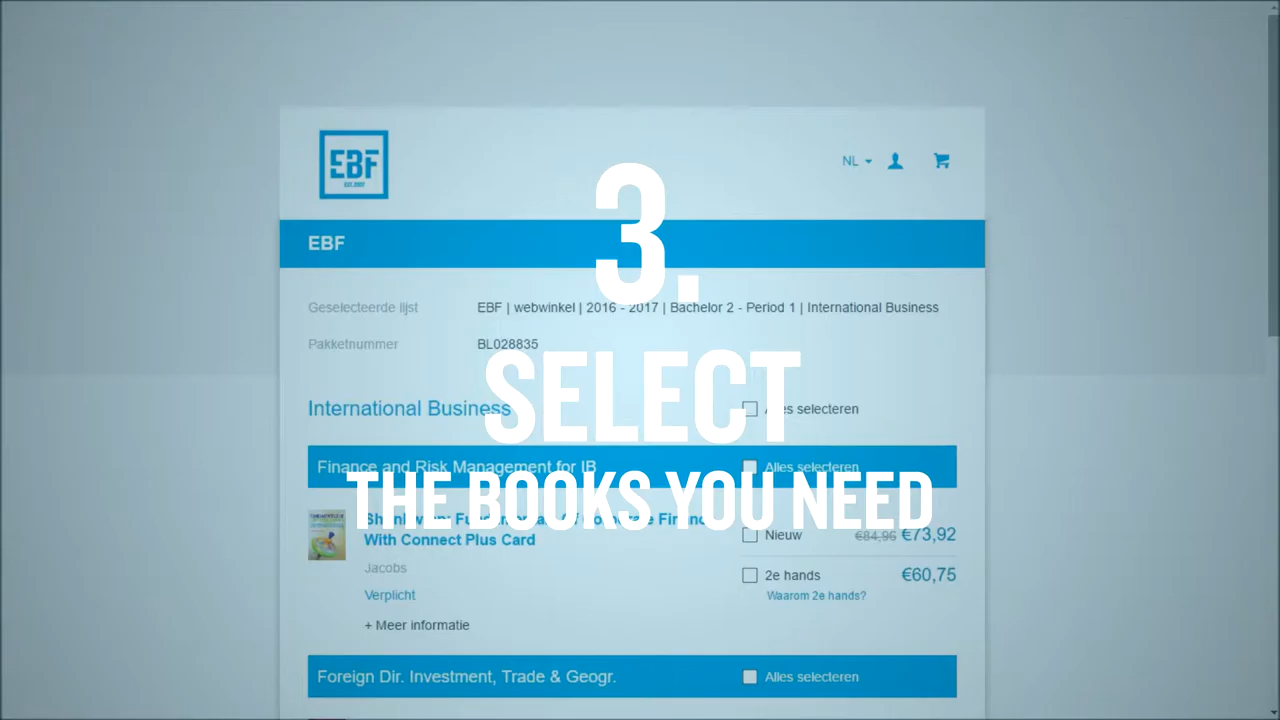 EBF
EST. 2007
NL
3.
EBF
Geselecteerde lijst
EBF | webwinkel | 2016 - 2017 | Bachelor 2 - Period 1 | International Business
Pakketnummer
BL028835
SELECT
International Business
Alles selecteren
Finance and Risk Management for IB
Alles selecteren
THE BOOKS YOU NEED
With Connect Plus Card
Nieuw
€84,96 €73,92
Jacobs
2e hands
€60,75
Verplicht
Waarom 2e hands?
+ Meer informatie
Foreign Dir. Investment, Trade & Geogr.
Alles selecteren